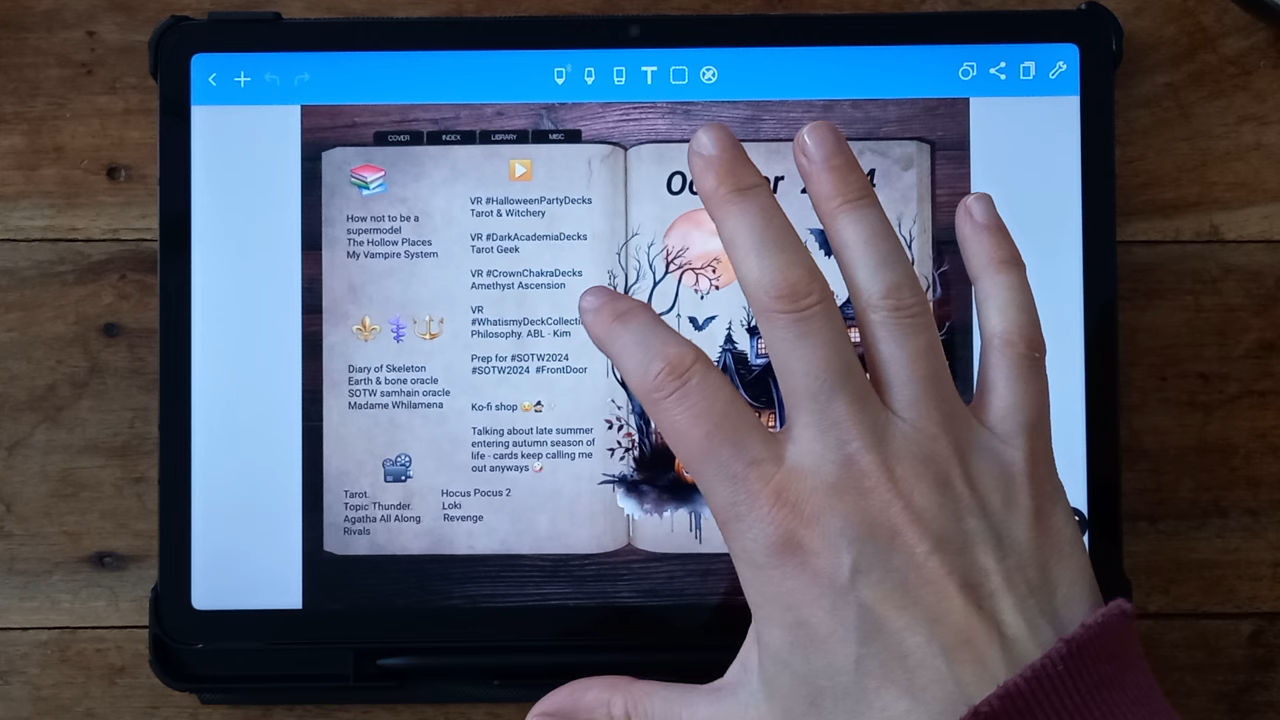 COVER INDEX LIBRARY MISC
How not to be a
supermodel
The Hollow Places
My Vampire System
Diary of Skeleton
Earth & bone oracle
SOTW samhain oracle
Madame Whilamena
Tarot.
Topic Thunder.
Agatha All Along
Rivals
Hocus Pocus 2
Loki
Revenge
VR #HalloweenPartyDecks
Tarot & Witchery
VR #DarkAcademiaDecks
Tarot Geek
VR #CrownChakraDecks
Amethyst Ascension
VR
Philosophy. ABL - Kim
Prep for #SOTW2024
#SOTW2024 #FrontDoor
Ko-fi shop
Talking about late summer
entering autumn season of
life - cards keep calling me
out anyways